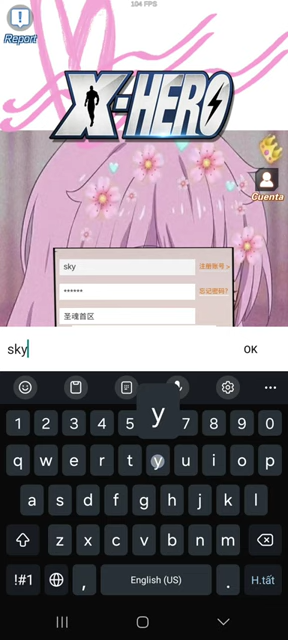 104 FPS
Report
X-HERO
Cuenta
sky
注册账号 >
******
忘记密码?
圣魂首区
sky
OK
y
1 2 3 4 5 7 8 9 0
q w e r t y u i o p
a s d f g h j k l
z x c v b n m
!#1 , English (US) . H.tất